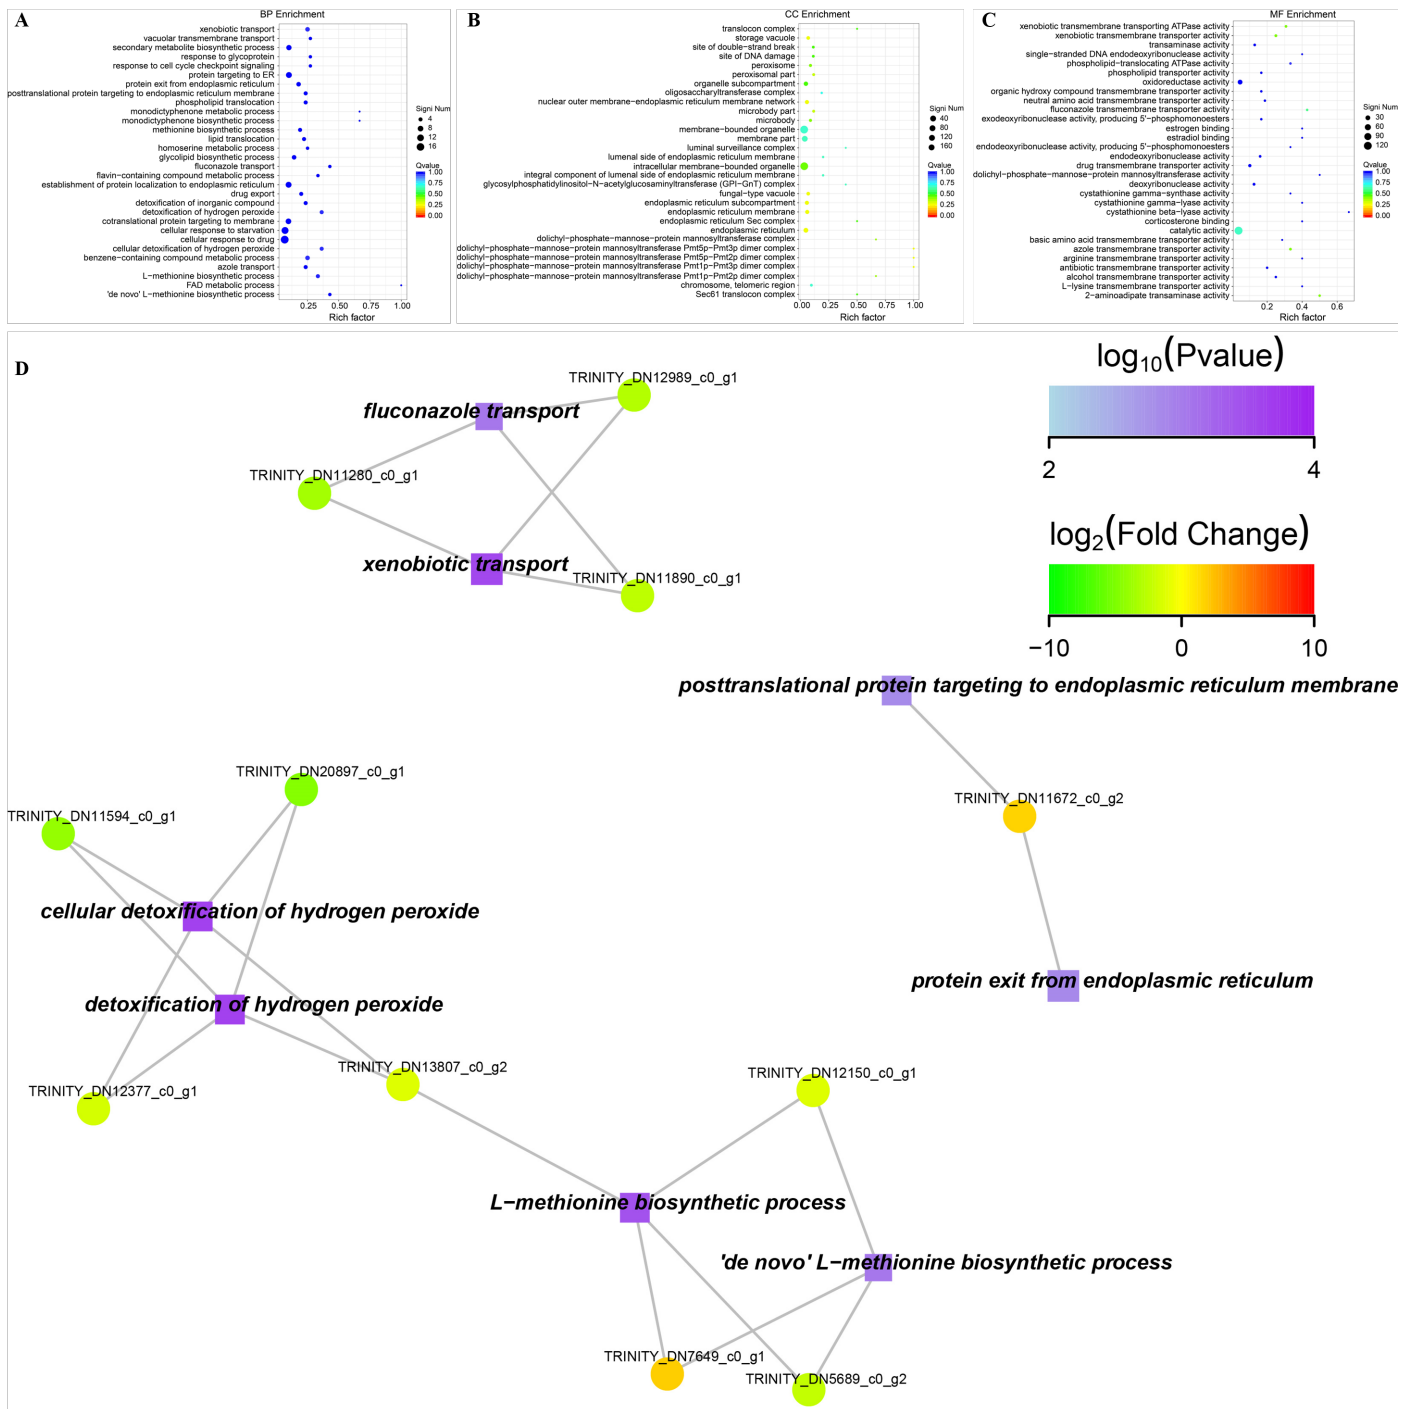 A
BP Enrichment
xenobiotic transport
vacuolar transmembrane transport
secondary metabolite biosynthetic process
response to glycoprotein
response to cell cycle checkpoint signaling
protein targeting to ER
protein exit from endoplasmic reticulum
posttranslational protein targeting to endoplasmic reticulum membrane
phospholipid translocation
monodictyphenone metabolic process
monodictyphenone biosynthetic process
methionine biosynthetic process
lipid translocation
homoserine metabolic process
glycolipid biosynthetic process
fluconazole transport
flavin−containing compound metabolic process
establishment of protein localization to endoplasmic reticulum
drug export
detoxification of inorganic compound
detoxification of hydrogen peroxide
cotranslational protein targeting to membrane
cellular response to starvation
cellular response to drug
cellular detoxification of hydrogen peroxide
benzene−containing compound metabolic process
azole transport
L−methionine biosynthetic process
FAD metabolic process
'de novo' L−methionine biosynthetic process
0.25 0.50 0.75 1.00
Rich factor
Signi Num
4
8
12
16
Qvalue
1.00
0.75
0.50
0.25
0.00
B
CC Enrichment
translocon complex
storage vacuole
site of double−strand break
site of DNA damage
peroxisome
peroxisomal part
organelle subcompartment
oligosaccharyltransferase complex
nuclear outer membrane−endoplasmic reticulum membrane network
microbody part
microbody
membrane−bounded organelle
membrane part
luminal surveillance complex
lumenal side of endoplasmic reticulum membrane
intracellular membrane−bounded organelle
integral component of lumenal side of endoplasmic reticulum membrane
glycosylphosphatidylinositol−N−acetylglucosaminyltransferase (GPI−GnT) complex
fungal−type vacuole
endoplasmic reticulum subcompartment
endoplasmic reticulum membrane
endoplasmic reticulum Sec complex
endoplasmic reticulum
dolichyl−phosphate−mannose−protein mannosyltransferase complex
dolichyl−phosphate−mannose−protein mannosyltransferase Pmt5p−Pmt3p dimer complex
dolichyl−phosphate−mannose−protein mannosyltransferase Pmt5p−Pmt2p dimer complex
dolichyl−phosphate−mannose−protein mannosyltransferase Pmt1p−Pmt3p dimer complex
dolichyl−phosphate−mannose−protein mannosyltransferase Pmt1p−Pmt2p dimer complex
chromosome, telomeric region
Sec61 translocon complex
0.00 0.25 0.50 0.75 1.00
Rich factor
Signi Num
40
80
120
160
Qvalue
1.00
0.75
0.50
0.25
0.00
C
MF Enrichment
xenobiotic transmembrane transporting ATPase activity
xenobiotic transmembrane transporter activity
transaminase activity
single−stranded DNA endodeoxyribonuclease activity
phospholipid−translocating ATPase activity
phospholipid transporter activity
oxidoreductase activity
organic hydroxy compound transmembrane transporter activity
neutral amino acid transmembrane transporter activity
fluconazole transmembrane transporter activity
exodeoxyribonuclease activity, producing 5'−phosphomonoesters
estrogen binding
estradiol binding
endodeoxyribonuclease activity, producing 5'−phosphomonoesters
endodeoxyribonuclease activity
drug transmembrane transporter activity
dolichyl−phosphate−mannose−protein mannosyltransferase activity
deoxyribonuclease activity
cystathionine gamma−synthase activity
cystathionine gamma−lyase activity
cystathionine beta−lyase activity
corticosterone binding
catalytic activity
basic amino acid transmembrane transporter activity
azole transmembrane transporter activity
arginine transmembrane transporter activity
antibiotic transmembrane transporter activity
alcohol transmembrane transporter activity
L−lysine transmembrane transporter activity
2−aminoadipate transaminase activity
0.2 0.4 0.6
Rich factor
Signi Num
30
60
90
120
Qvalue
1.00
0.75
0.50
0.25
0.00
D
log10(Pvalue)
2 4
log2(Fold Change)
−10 0 10
TRINITY_DN12989_c0_g1
fluconazole transport
TRINITY_DN11280_c0_g1
xenobiotic transport
TRINITY_DN11890_c0_g1
posttranslational protein targeting to endoplasmic reticulum membrane
TRINITY_DN20897_c0_g1
TRINITY_DN11672_c0_g2
TRINITY_DN11594_c0_g1
cellular detoxification of hydrogen peroxide
protein exit from endoplasmic reticulum
detoxification of hydrogen peroxide
TRINITY_DN13807_c0_g2
TRINITY_DN12150_c0_g1
TRINITY_DN12377_c0_g1
L−methionine biosynthetic process
'de novo' L−methionine biosynthetic process
TRINITY_DN7649_c0_g1
TRINITY_DN5689_c0_g2